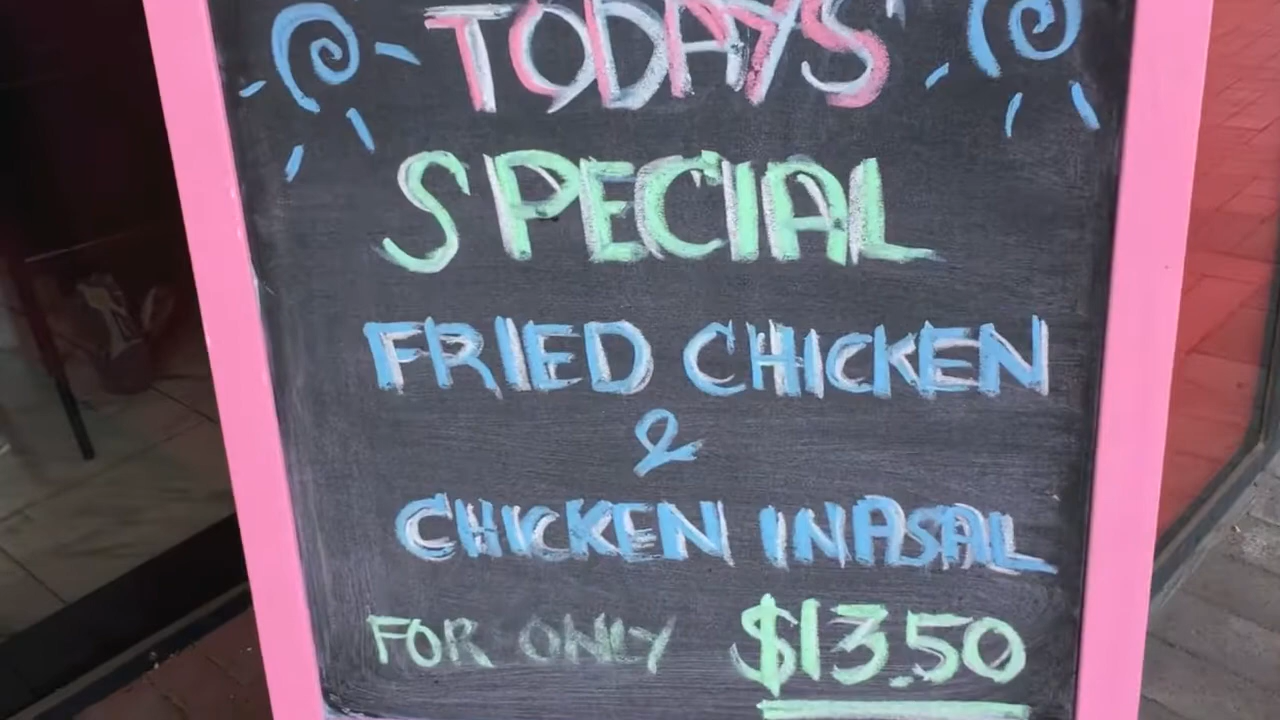 TODAYS'
SPECIAL
FRIED CHICKEN
&
CHICKEN INASAL
FOR ONLY $13.50